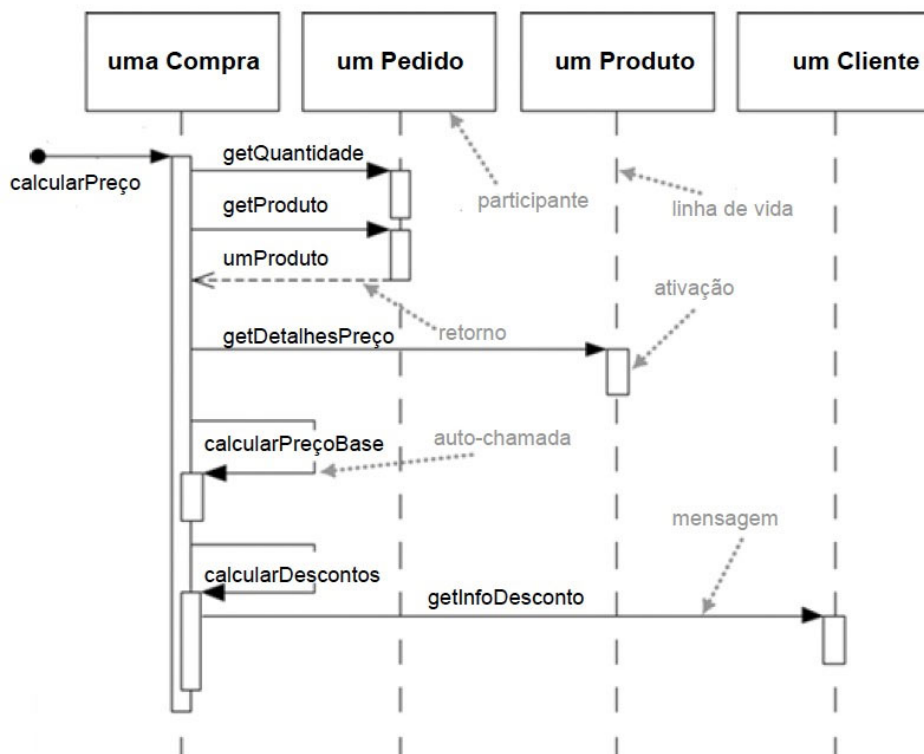 uma Compra
um Pedido
um Produto
um Cliente
getQuantidade
calcularPreço
participante
linha de vida
getProduto
umProduto
ativação
retorno
getDetalhesPreço
calcularPreçoBase
auto-chamada
mensagem
calcularDescontos
getInfoDesconto